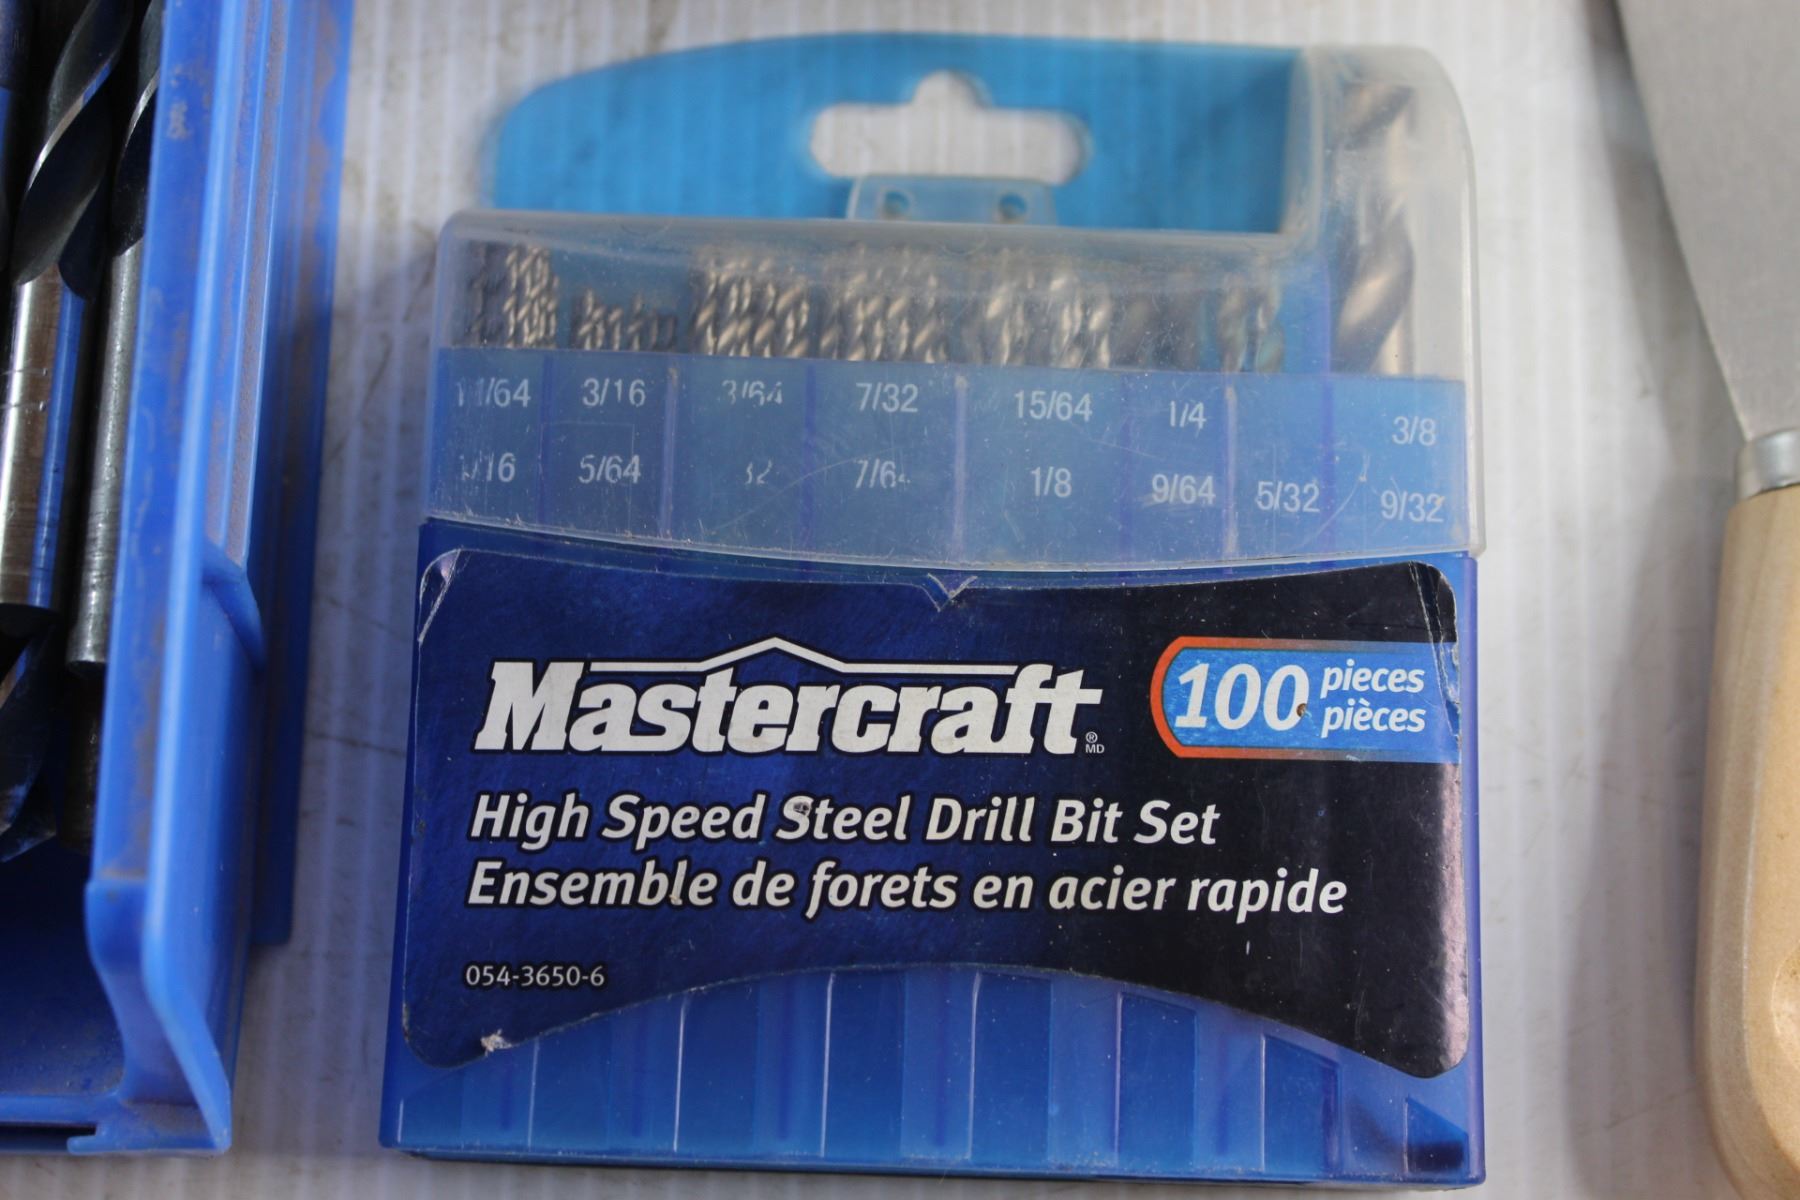 3/16 7/32 15/64 1/4 3/8
5/64 1/8 9/64 5/32 9/32
Mastercraft ® MD
100 pieces
pièces
High Speed Steel Drill Bit Set
Ensemble de forets en acier rapide
054-3650-6